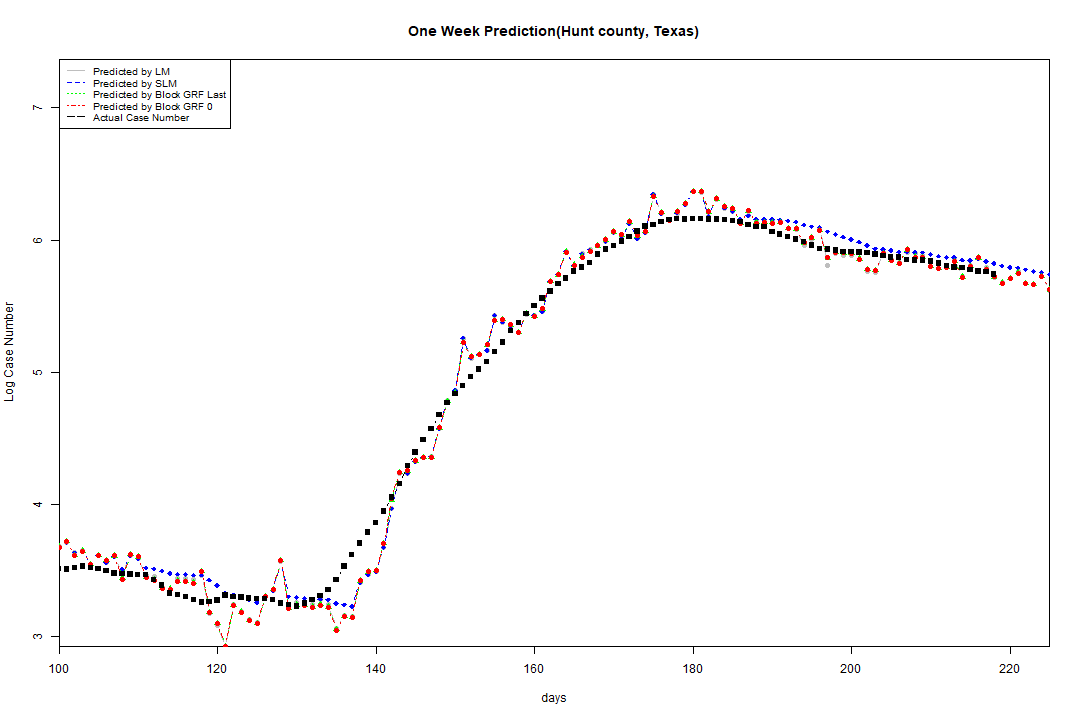 One Week Prediction(Hunt county, Texas)
Predicted by LM
Predicted by SLM
Predicted by Block GRF Last
Predicted by Block GRF 0
Actual Case Number
7
6
5
4
3
Log Case Number
100 120 140 160 180 200 220
days